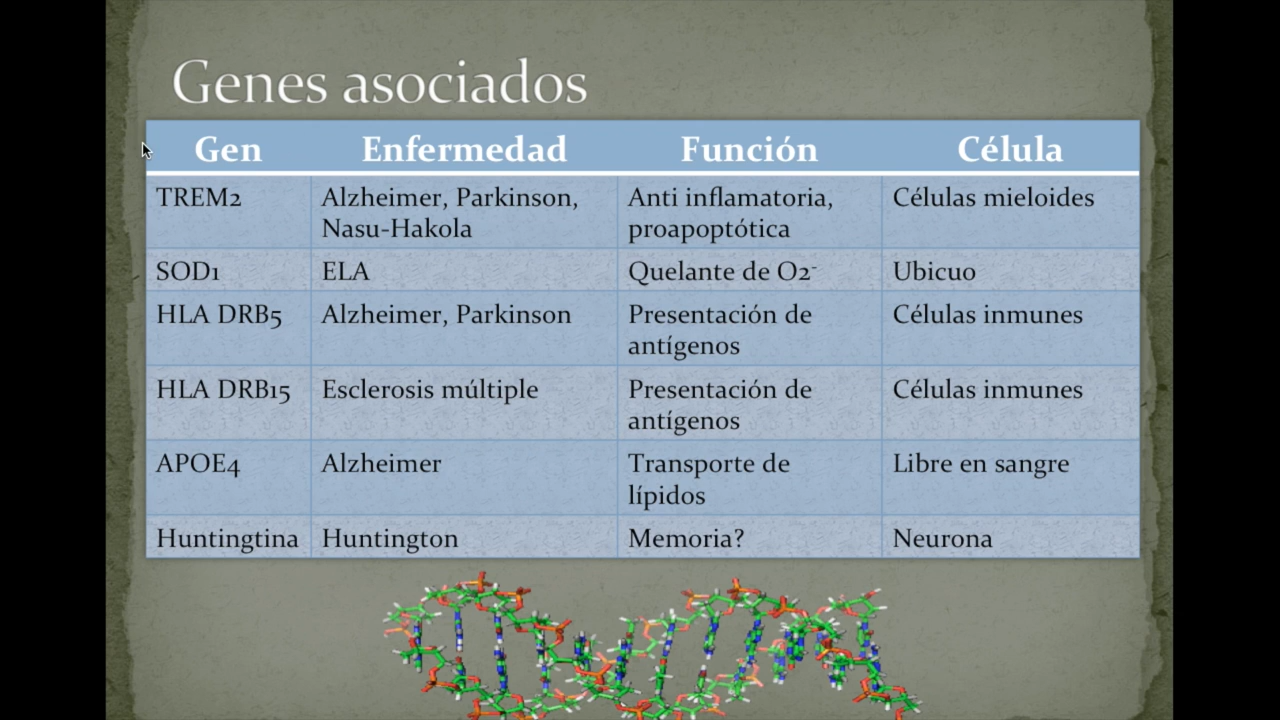 Genes asociados
Gen Enfermedad Función Célula
TREM2 Alzheimer, Parkinson, Anti inflamatoria, Células mieloides
Nasu-Hakola proapoptótica
SOD1 ELA Quelante de O2⁻ Ubicuo
HLA DRB5 Alzheimer, Parkinson Presentación de Células inmunes
antígenos
HLA DRB15 Esclerosis múltiple Presentación de Células inmunes
antígenos
APOE4 Alzheimer Transporte de Libre en sangre
lípidos
Huntingtina Huntington Memoria? Neurona